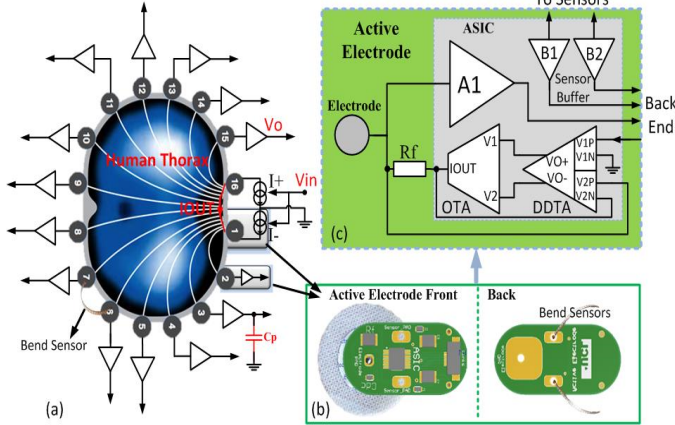 (a)
12
13
11
14
10
15
Vo
Human Thorax
9
16
I+
Vin
IOUT
8
1
I-
7
2
6
5
4
3
Cp
Bend Sensor
To Sensors
Active
Electrode
ASIC
B1
B2
A1
Sensor
Buffer
Back
End
Electrode
Rf
V1
IOUT
V2
OTA
VO+
VO-
V1P
V1N
V2P
V2N
DDTA
(c)
Active Electrode Front
Back
Bend Sensors
ASIC
(b)